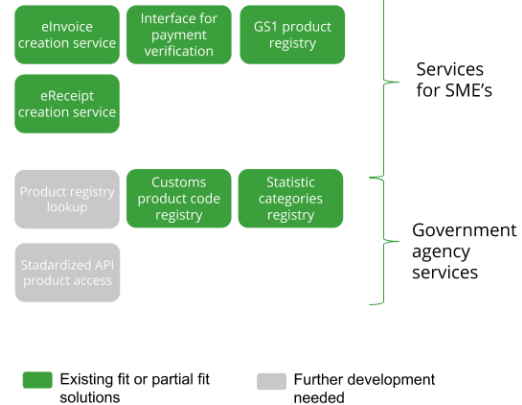 eInvoice
creation service
Interface for
payment
verification
GS1 product
registry
eReceipt
creation service
Services
for SME's
Product registry
lookup
Customs
product code
registry
Statistic
categories
registry
Stadardized API
product access
Government
agency
services
Existing fit or partial fit
solutions
Further development
needed